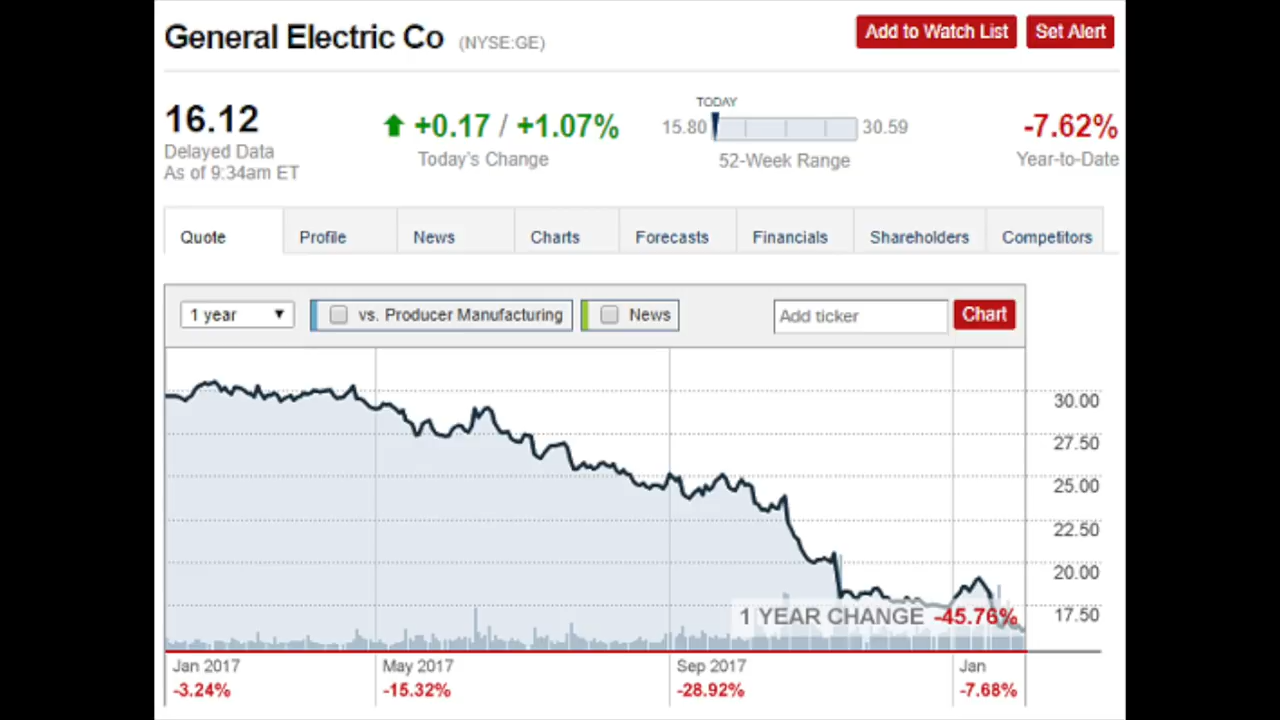 General Electric Co (NYSE:GE)
Add to Watch List
Set Alert
16.12
Delayed Data
As of 9:34am ET
+0.17 / +1.07%
Today's Change
TODAY
15.80
30.59
52-Week Range
-7.62%
Year-to-Date
Quote
Profile
News
Charts
Forecasts
Financials
Shareholders
Competitors
1 year
vs. Producer Manufacturing
News
Add ticker
Chart
30.00
27.50
25.00
22.50
20.00
17.50
1 YEAR CHANGE -45.76%
Jan 2017
-3.24%
May 2017
-15.32%
Sep 2017
-28.92%
Jan
-7.68%